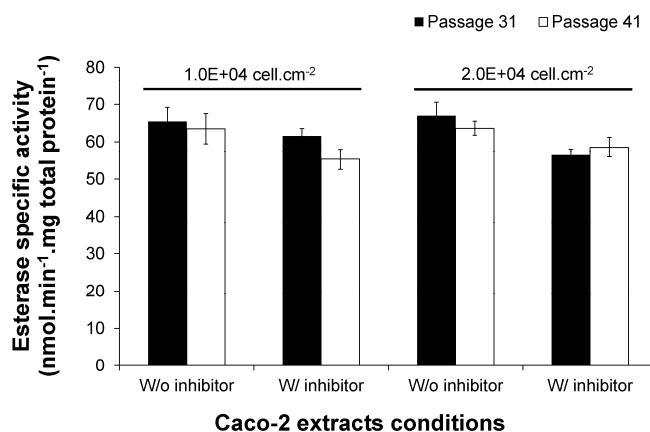 Passage 31 Passage 41
1.0E+04 cell.cm-2 2.0E+04 cell.cm-2
Esterase specific activity
(nmol.min-1.mg total protein-1)
80
70
60
50
40
30
20
10
0
W/o inhibitor W/ inhibitor W/o inhibitor W/ inhibitor
Caco-2 extracts conditions